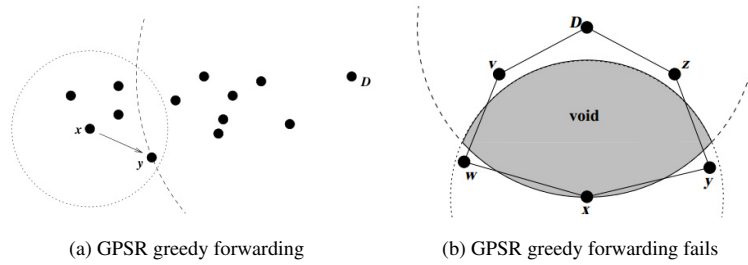 D
x
y
(a) GPSR greedy forwarding
D
v
z
void
w
y
x
(b) GPSR greedy forwarding fails